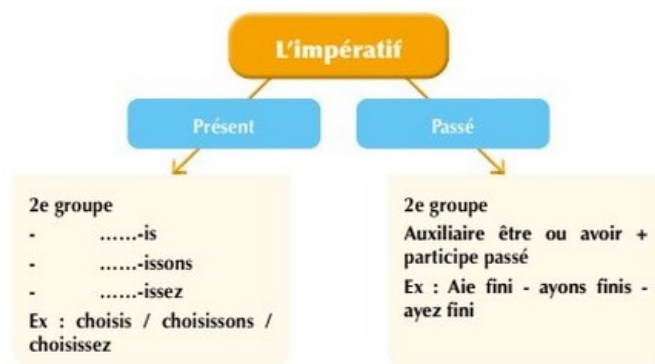 L'impératif
Présent
Passé
2e groupe
- ......-is
- ......-issons
- ......-issez
Ex : choisis / choisissons /
choisissez
2e groupe
Auxiliaire être ou avoir +
participe passé
Ex : Aie fini - ayons finis -
ayez fini